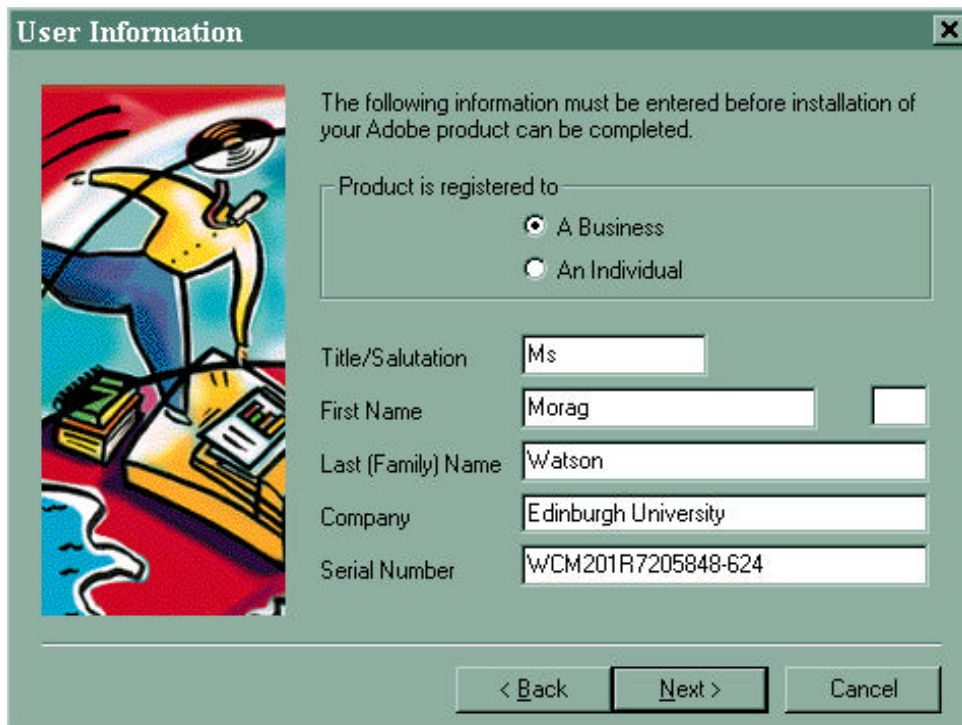 User Information
The following information must be entered before installation of
your Adobe product can be completed.
Product is registered to
A Business
An Individual
Title/Salutation Ms
First Name Morag
Last (Family) Name Watson
Company Edinburgh University
Serial Number WCM201R7205848-624
< Back Next > Cancel